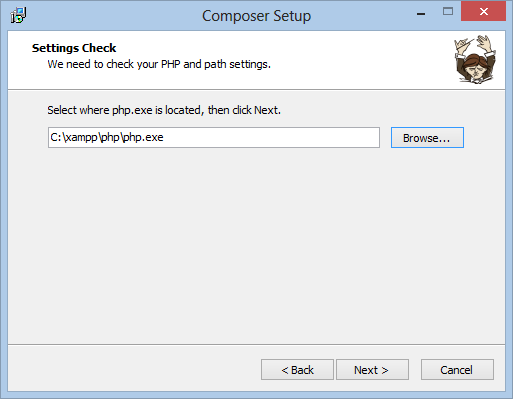 Composer Setup
Settings Check
We need to check your PHP and path settings.
Select where php.exe is located, then click Next.
C:\xampp\php\php.exe
Browse...
< Back
Next >
Cancel